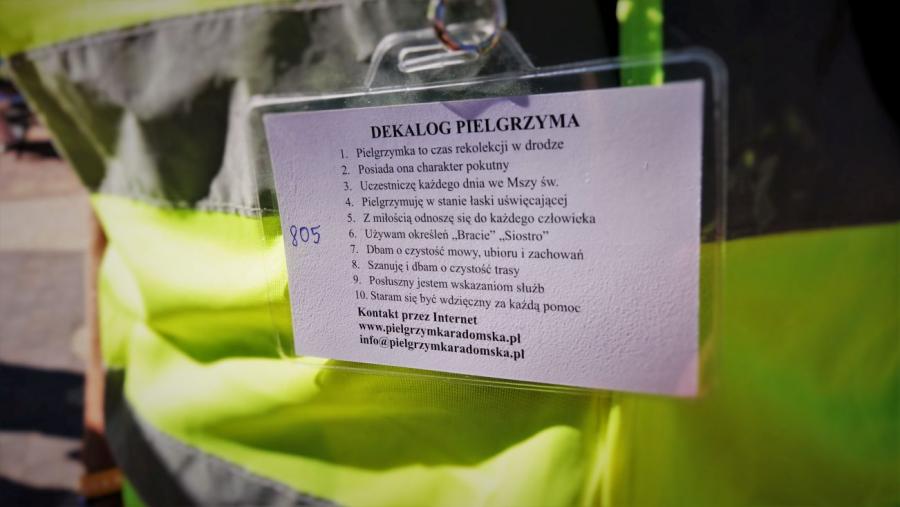 DEKALOG PIELGRZYMA
1. Pielgrzymka to czas rekolekcji w drodze
2. Posiada ona charakter pokutny
3. Uczestniczę każdego dnia we Mszy św.
4. Pielgrzymuję w stanie łaski uświęcającej
5. Z miłością odnoszę się do każdego człowieka
6. Używam określeń „Bracie” „Siostro”
7. Dbam o czystość mowy, ubioru i zachowań
8. Szanuję i dbam o czystość trasy
9. Posłuszny jestem wskazaniom służb
10. Staram się być wdzięczny za każdą pomoc
Kontakt przez Internet
www.pielgrzymkaradomska.pl
info@pielgrzymkaradomska.pl
805